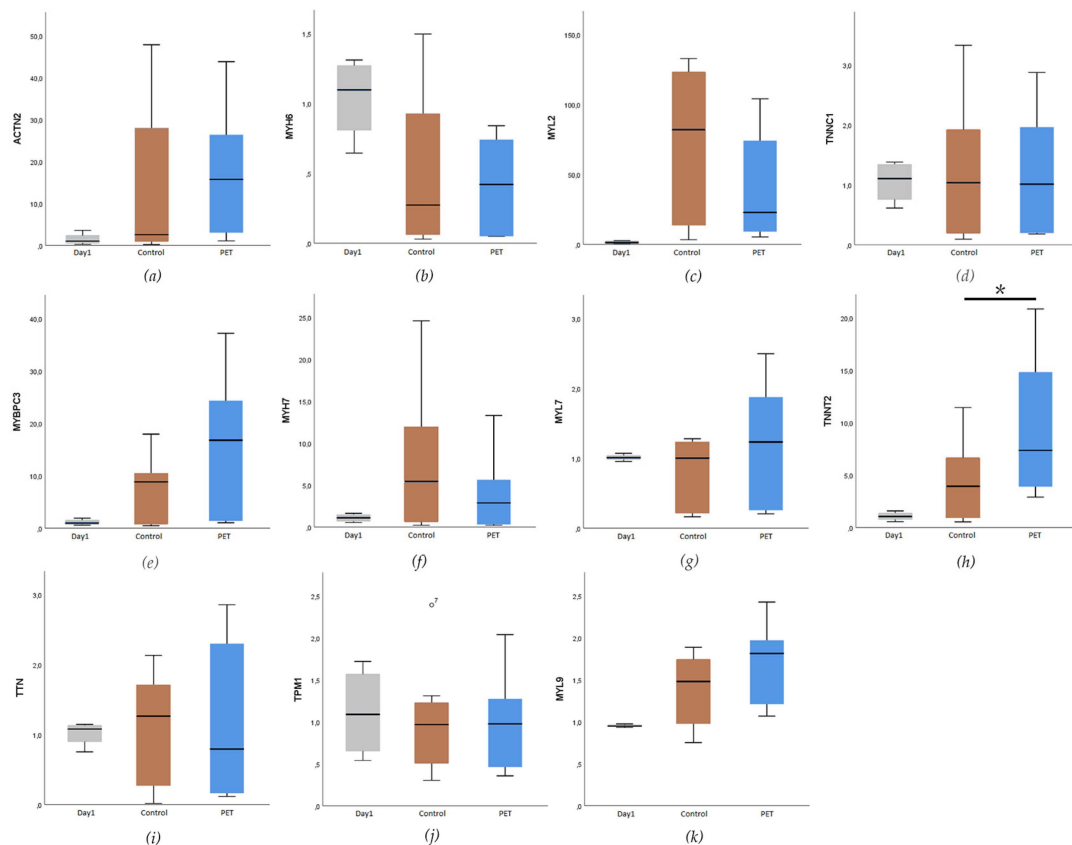 ACTN2
50,0
40,0
30,0
20,0
10,0
,0
Day1 Control PET
(a)
MYH6
1,5
1,0
,5
,0
Day1 Control PET
(b)
MYL2
150,0
100,0
50,0
,0
Day1 Control PET
(c)
TNNC1
3,0
2,0
1,0
,0
Day1 Control PET
(d)
MYBPC3
40,0
30,0
20,0
10,0
,0
Day1 Control PET
(e)
MYH7
25,0
20,0
15,0
10,0
5,0
,0
Day1 Control PET
(f)
MYL7
3,0
2,0
1,0
,0
Day1 Control PET
(g)
TNNT2
20,0
15,0
10,0
5,0
,0
*
Day1 Control PET
(h)
TTN
3,0
2,0
1,0
,0
Day1 Control PET
(i)
TPM1
2,5
2,0
1,5
1,0
,5
,0
7
Day1 Control PET
(j)
MYL9
2,5
2,0
1,5
1,0
,5
,0
Day1 Control PET
(k)